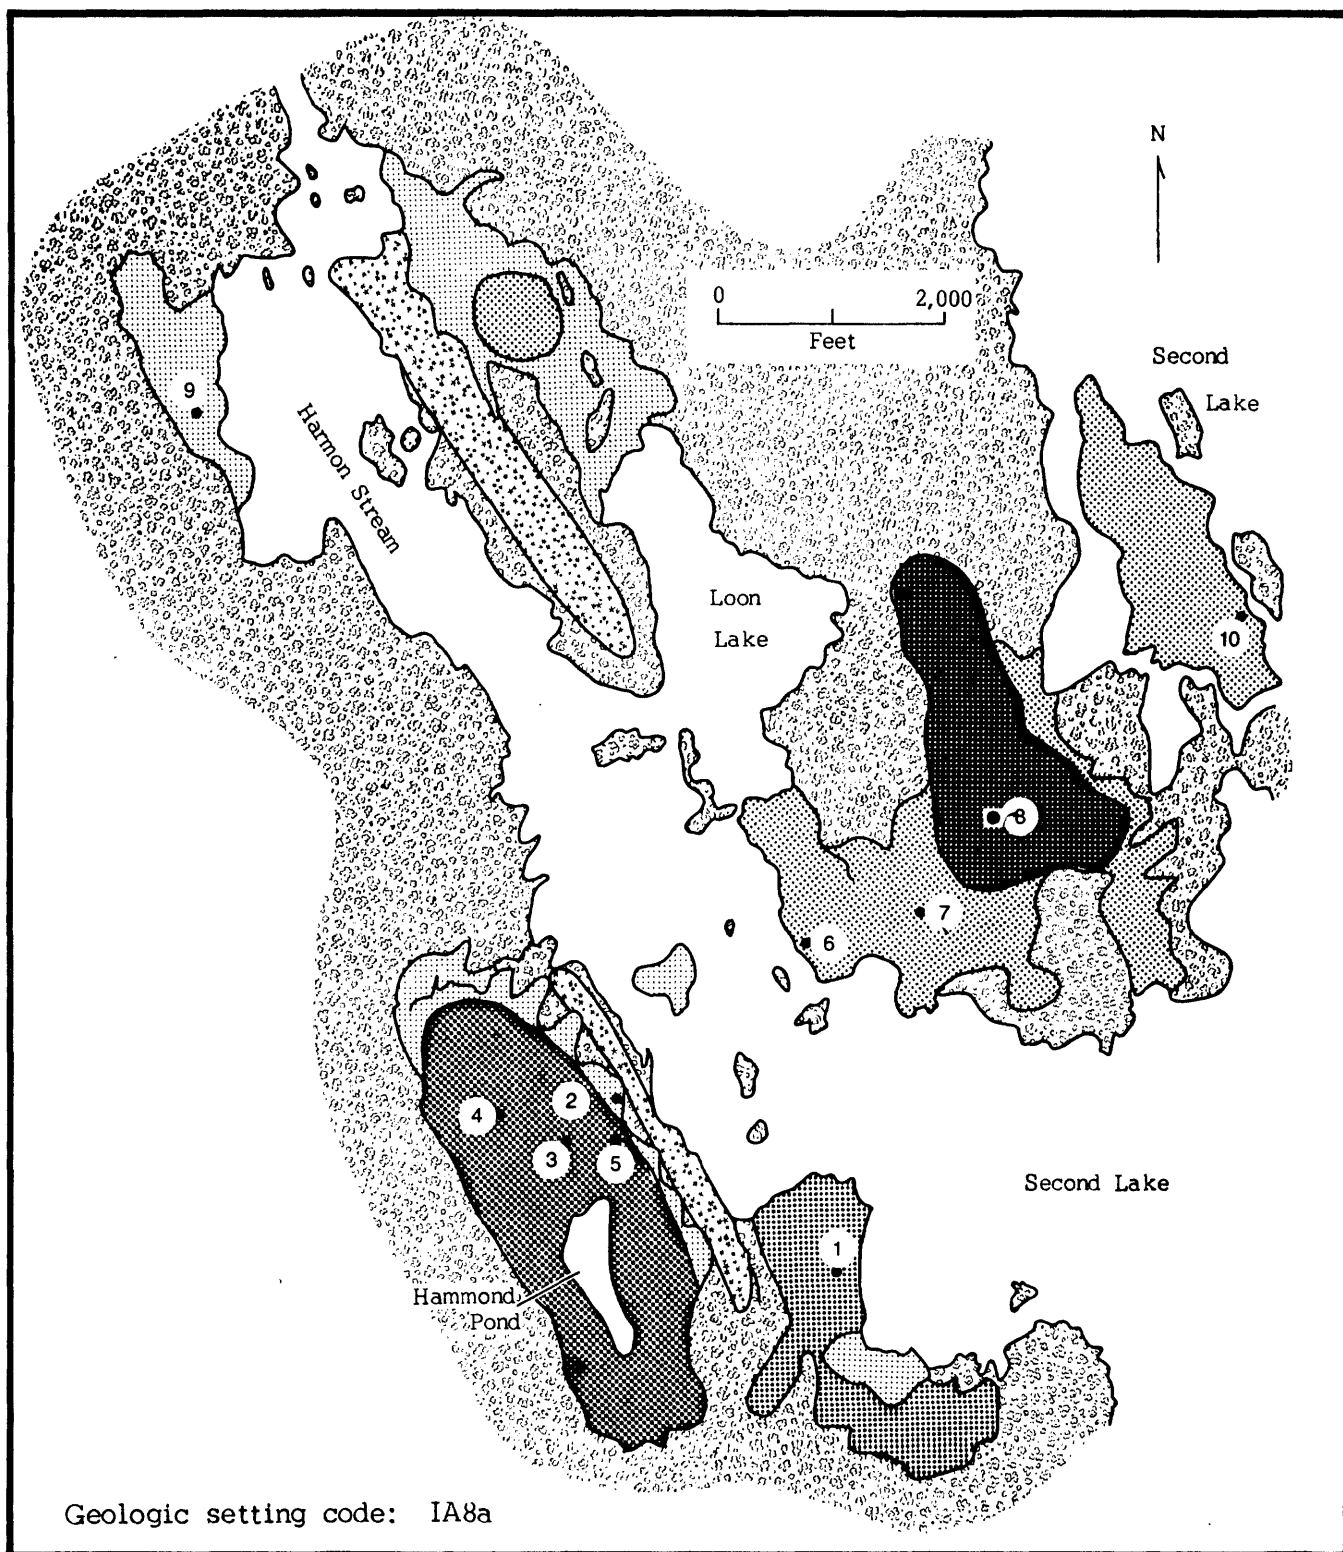 N
0 2,000
Feet
Second
Lake
9
Harmon Stream
Loon
Lake
10
8
7
6
2
4
3
5
Second Lake
1
Hammond
Pond
Geologic setting code: IA8a